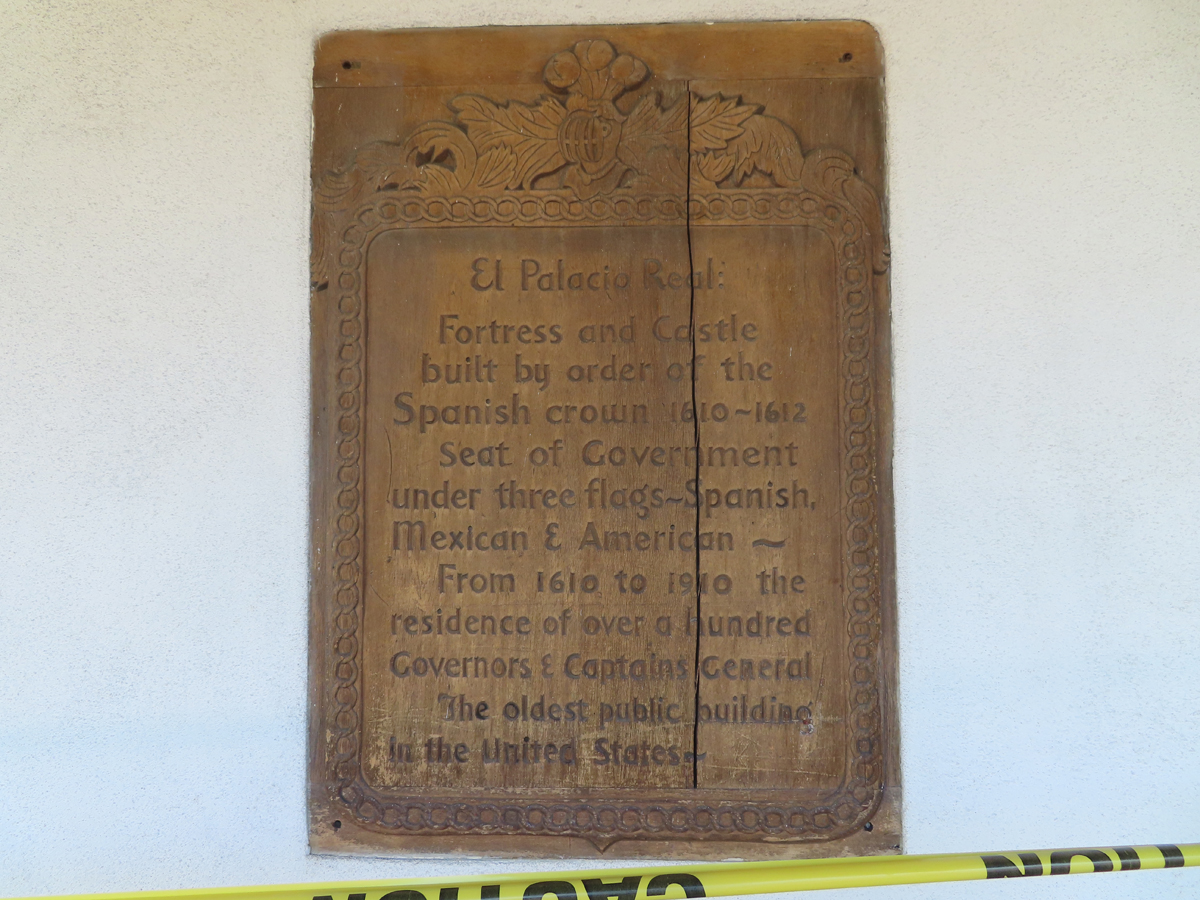 El Palacio Real:
Fortress and Castle
built by order of the
Spanish crown 1610~1612
Seat of Government
under three flags~Spanish,
Mexican & American ~
From 1610 to 1910 the
residence of over a hundred
Governors & Captains General
The oldest public building
in the United States~
CAUTION
CAUTION